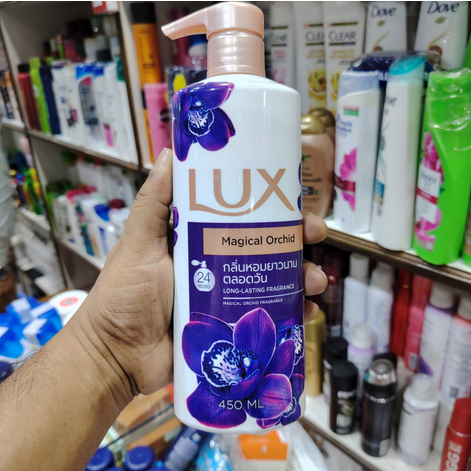 LUX
Magical Orchid
กลิ่นหอมยาวนาน
ตลอดวัน
24
LONG-LASTING FRAGRANCE
MAGICAL ORCHID FRAGRANCE
450 ML
Dove
Dove
CLEAR
CLEAR